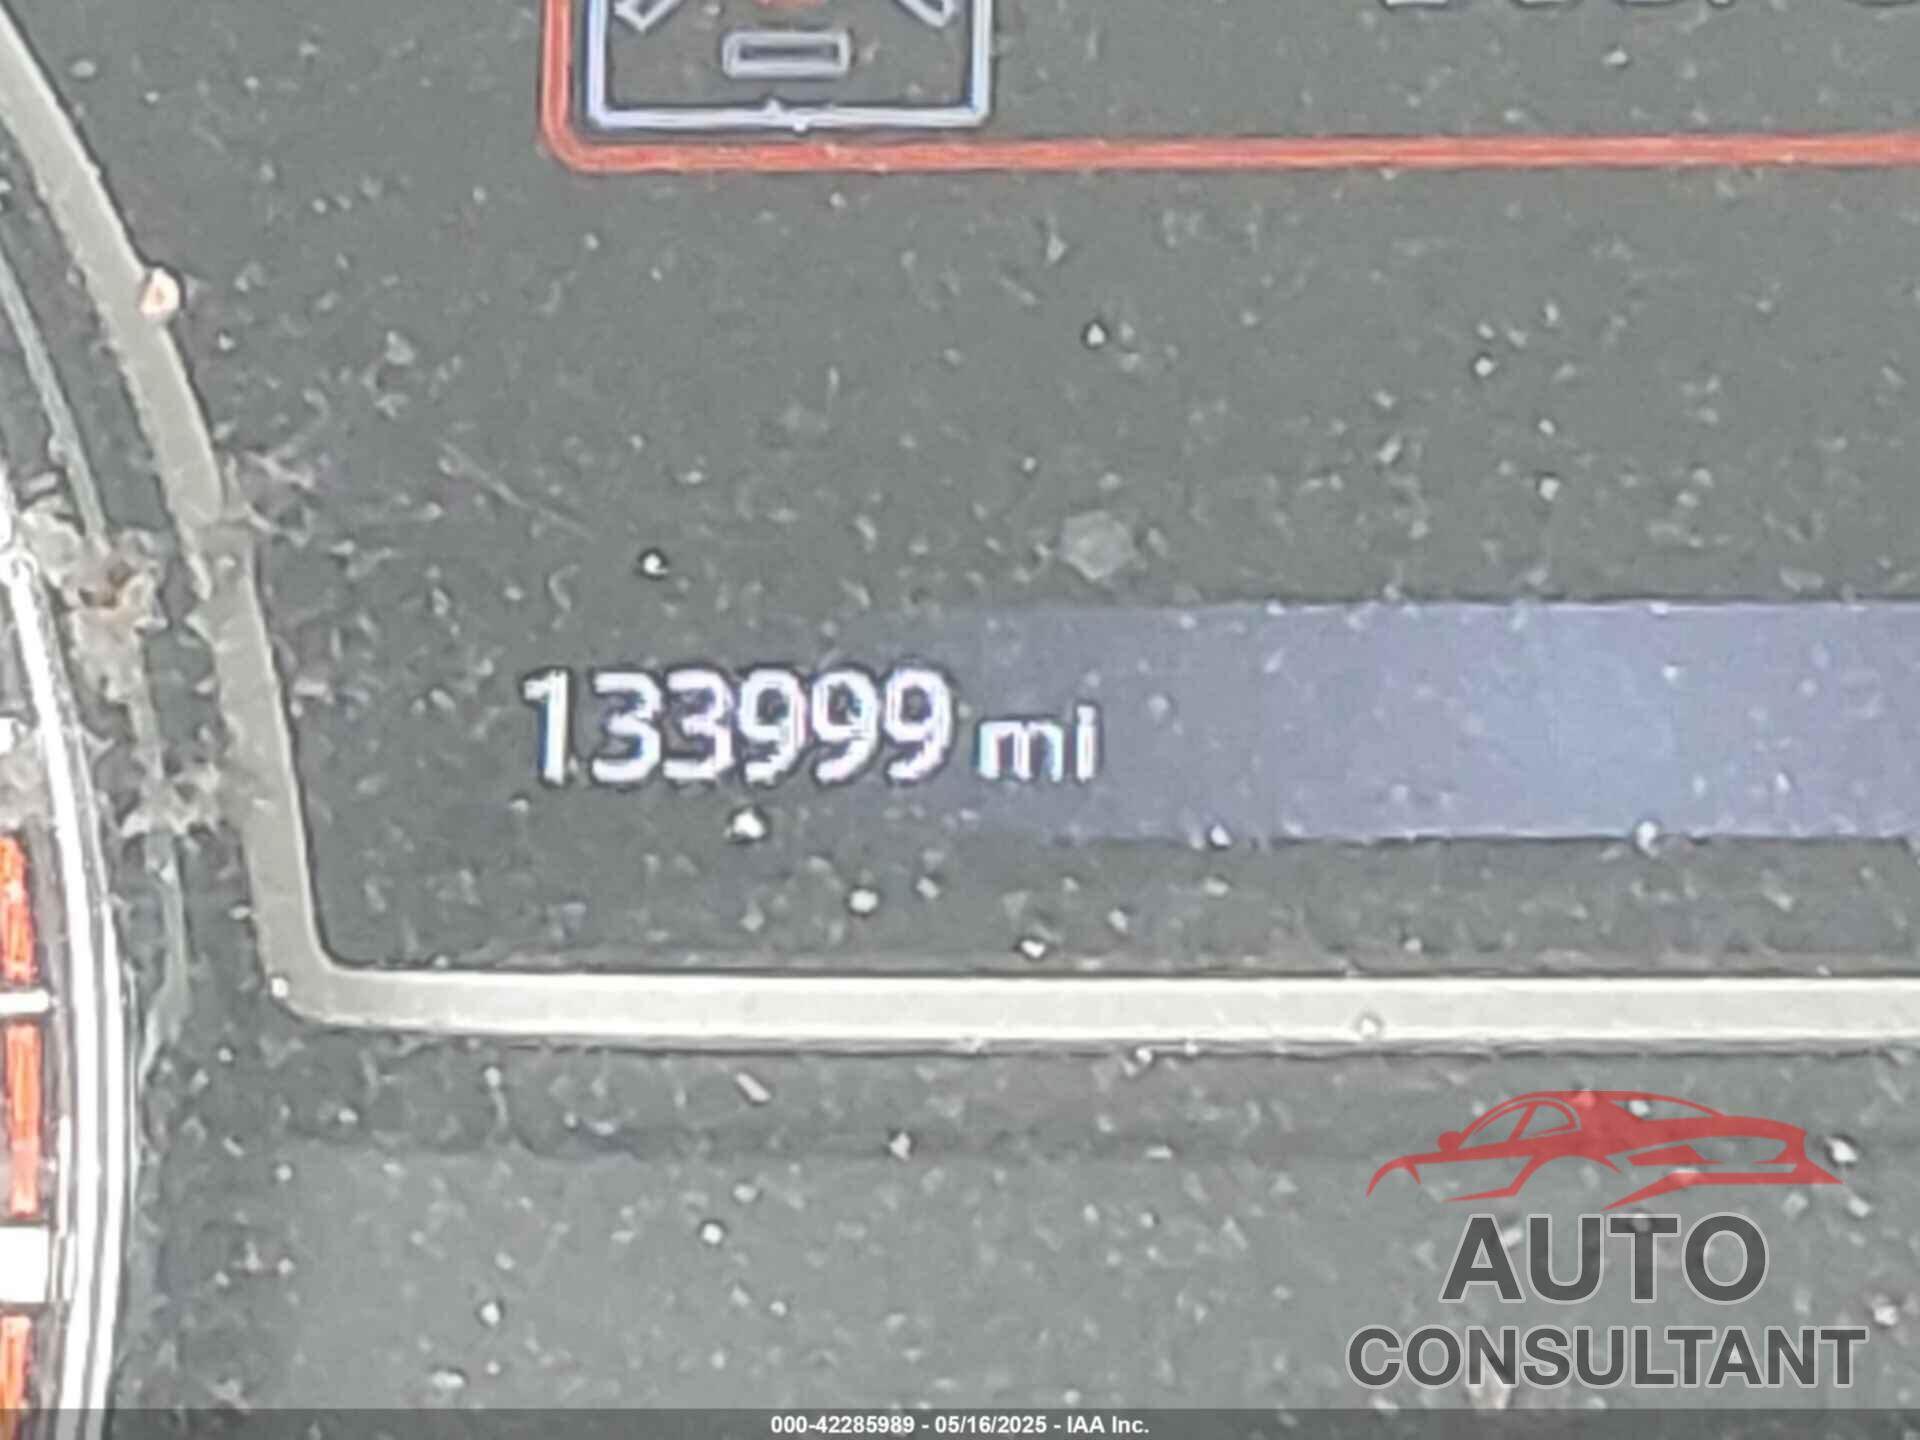 133999 mi
AUTO
CONSULTANT
000-42285989 - 05/16/2025 - IAA Inc.